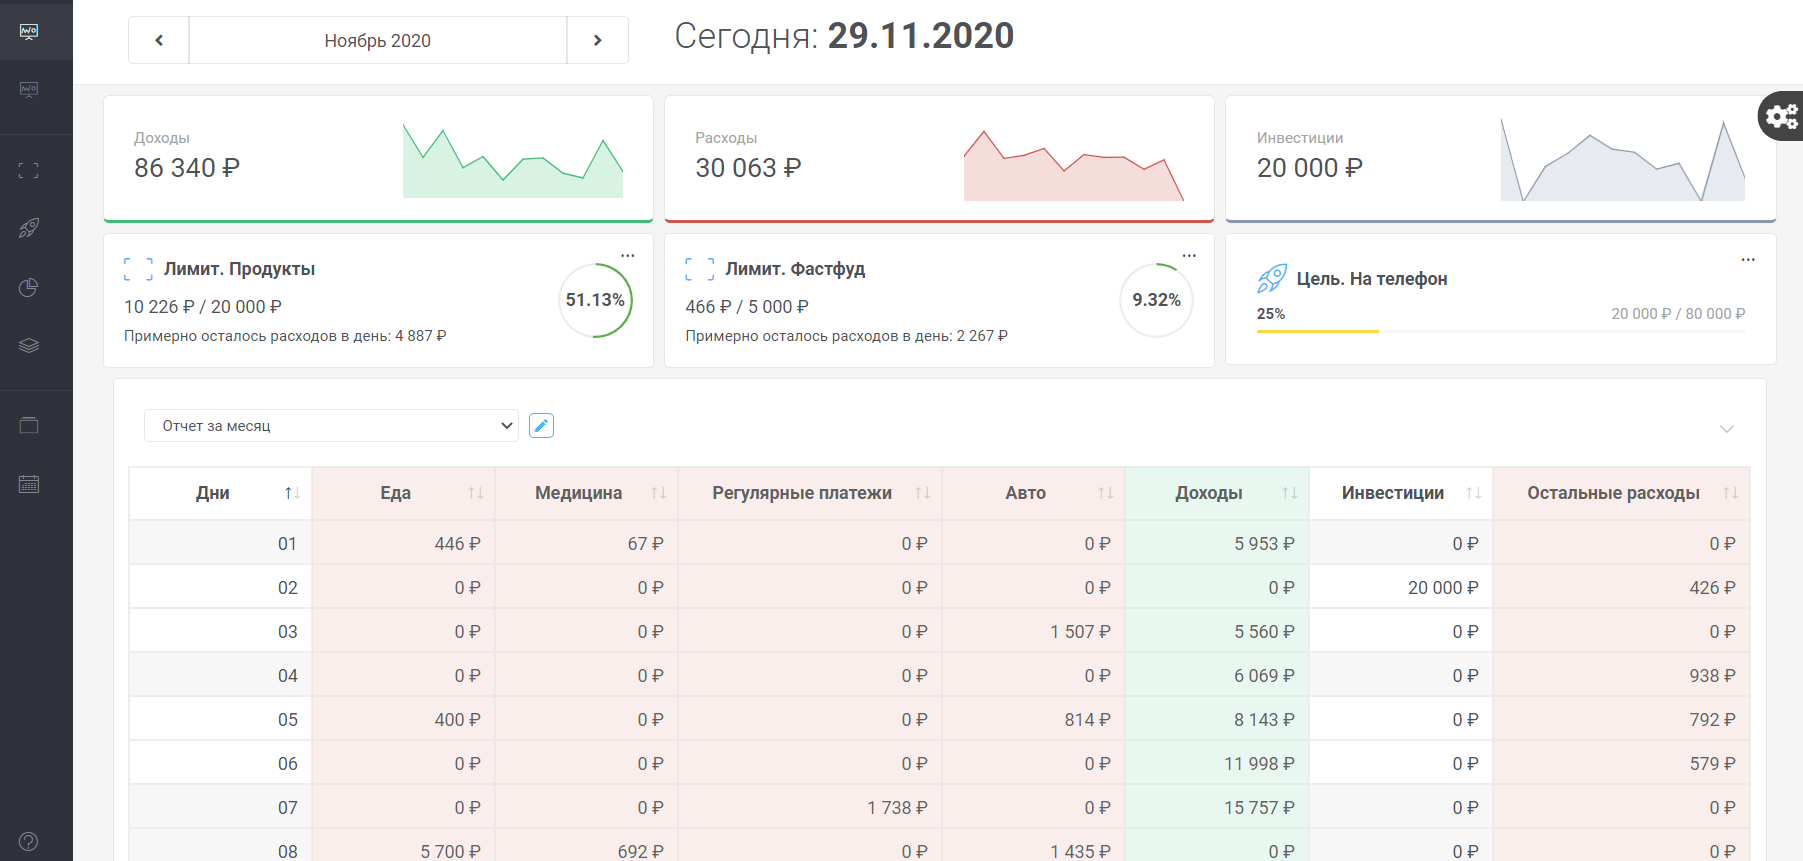 Ноябрь 2020
Сегодня: 29.11.2020
Доходы
86 340 ₽
Расходы
30 063 ₽
Инвестиции
20 000 ₽
Лимит. Продукты
10 226 ₽ / 20 000 ₽
Примерно осталось расходов в день: 4 887 ₽
51.13%
Лимит. Фастфуд
466 ₽ / 5 000 ₽
Примерно осталось расходов в день: 2 267 ₽
9.32%
Цель. На телефон
25% 20 000 ₽ / 80 000 ₽
Отчет за месяц
Дни Еда Медицина Регулярные платежи Авто Доходы Инвестиции Остальные расходы
01 446 ₽ 67 ₽ 0 ₽ 0 ₽ 5 953 ₽ 0 ₽ 0 ₽
02 0 ₽ 0 ₽ 0 ₽ 0 ₽ 0 ₽ 20 000 ₽ 426 ₽
03 0 ₽ 0 ₽ 0 ₽ 1 507 ₽ 5 560 ₽ 0 ₽ 0 ₽
04 0 ₽ 0 ₽ 0 ₽ 0 ₽ 6 069 ₽ 0 ₽ 938 ₽
05 400 ₽ 0 ₽ 0 ₽ 814 ₽ 8 143 ₽ 0 ₽ 792 ₽
06 0 ₽ 0 ₽ 0 ₽ 0 ₽ 11 998 ₽ 0 ₽ 579 ₽
07 0 ₽ 0 ₽ 1 738 ₽ 0 ₽ 15 757 ₽ 0 ₽ 0 ₽
08 5 700 ₽ 692 ₽ 0 ₽ 1 435 ₽ 0 ₽ 0 ₽ 0 ₽